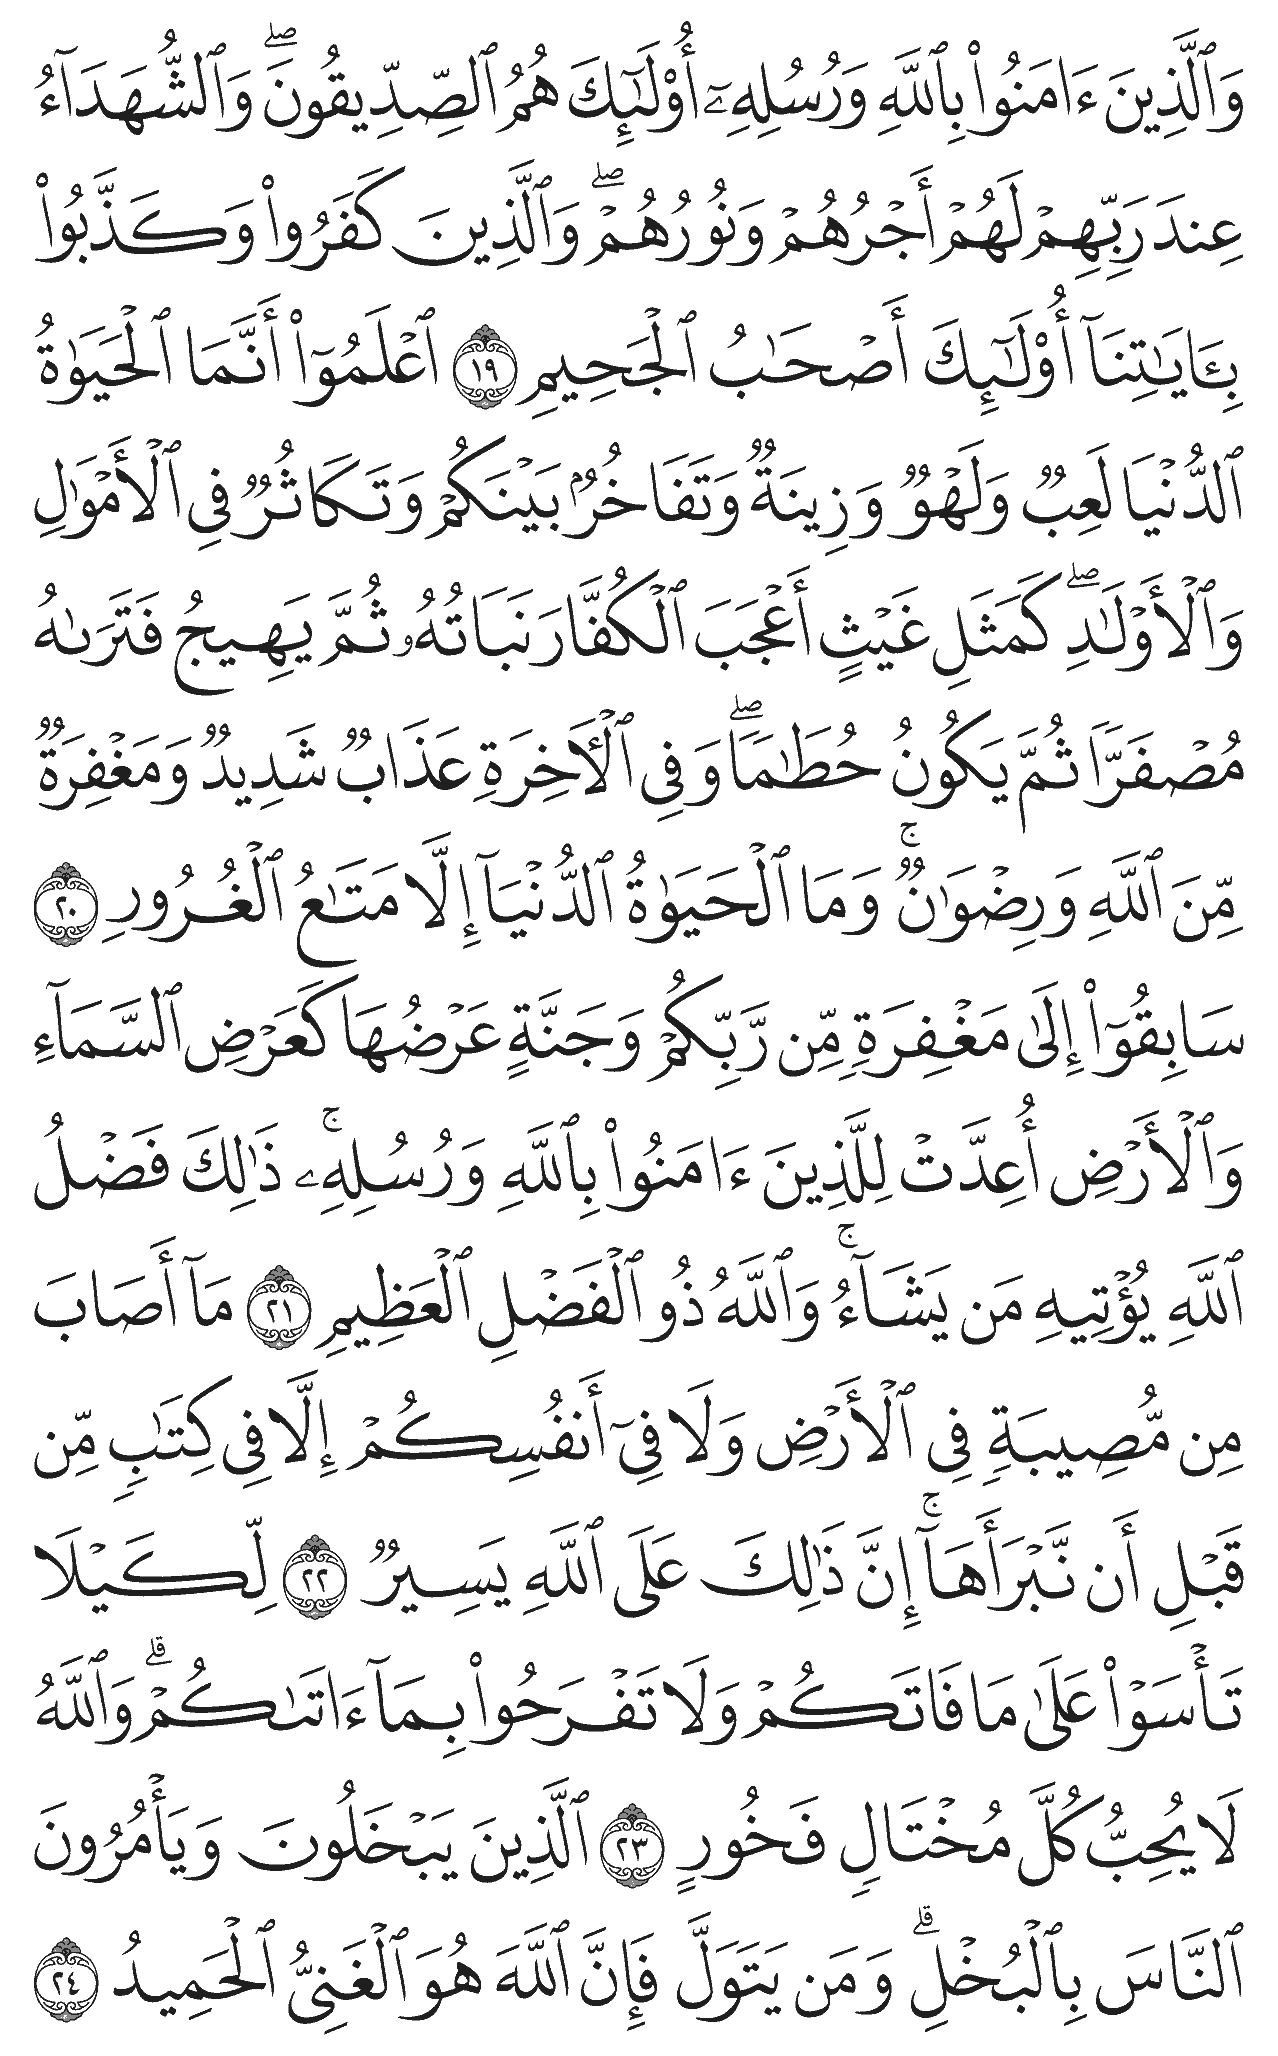 وَٱلَّذِينَ ءَامَنُوا۟ بِٱللَّهِ وَرُسُلِهِۦٓ أُو۟لَـٰٓئِكَ هُمُ ٱلصِّدِّيقُونَ ۖ وَٱلشُّهَدَآءُ
عِندَ رَبِّهِمْ لَهُمْ أَجْرُهُمْ وَنُورُهُمْ ۖ وَٱلَّذِينَ كَفَرُوا۟ وَكَذَّبُوا۟
بِـَٔايَـٰتِنَآ أُو۟لَـٰٓئِكَ أَصْحَـٰبُ ٱلْجَحِيمِ ١٩ ٱعْلَمُوٓا۟ أَنَّمَا ٱلْحَيَوٰةُ
ٱلدُّنْيَا لَعِبٌ وَلَهْوٌ وَزِينَةٌ وَتَفَاخُرٌۢ بَيْنَكُمْ وَتَكَاثُرٌ فِى ٱلْأَمْوَٰلِ
وَٱلْأَوْلَـٰدِ ۖ كَمَثَلِ غَيْثٍ أَعْجَبَ ٱلْكُفَّارَ نَبَاتُهُۥ ثُمَّ يَهِيجُ فَتَرَىٰهُ
مُصْفَرًّا ثُمَّ يَكُونُ حُطَـٰمًا ۖ وَفِى ٱلْـَٔاخِرَةِ عَذَابٌ شَدِيدٌ وَمَغْفِرَةٌ
مِّنَ ٱللَّهِ وَرِضْوَٰنٌ ۚ وَمَا ٱلْحَيَوٰةُ ٱلدُّنْيَآ إِلَّا مَتَـٰعُ ٱلْغُرُورِ ٢٠
سَابِقُوٓا۟ إِلَىٰ مَغْفِرَةٍ مِّن رَّبِّكُمْ وَجَنَّةٍ عَرْضُهَا كَعَرْضِ ٱلسَّمَآءِ
وَٱلْأَرْضِ أُعِدَّتْ لِلَّذِينَ ءَامَنُوا۟ بِٱللَّهِ وَرُسُلِهِۦ ۚ ذَٰلِكَ فَضْلُ
ٱللَّهِ يُؤْتِيهِ مَن يَشَآءُ ۚ وَٱللَّهُ ذُو ٱلْفَضْلِ ٱلْعَظِيمِ ٢١ مَآ أَصَابَ
مِن مُّصِيبَةٍ فِى ٱلْأَرْضِ وَلَا فِىٓ أَنفُسِكُمْ إِلَّا فِى كِتَـٰبٍ مِّن
قَبْلِ أَن نَّبْرَأَهَآ ۚ إِنَّ ذَٰلِكَ عَلَى ٱللَّهِ يَسِيرٌ ٢٢ لِّكَيْلَا
تَأْسَوْا۟ عَلَىٰ مَا فَاتَكُمْ وَلَا تَفْرَحُوا۟ بِمَآ ءَاتَىٰكُمْ ۗ وَٱللَّهُ
لَا يُحِبُّ كُلَّ مُخْتَالٍ فَخُورٍ ٢٣ ٱلَّذِينَ يَبْخَلُونَ وَيَأْمُرُونَ
ٱلنَّاسَ بِٱلْبُخْلِ ۗ وَمَن يَتَوَلَّ فَإِنَّ ٱللَّهَ هُوَ ٱلْغَنِىُّ ٱلْحَمِيدُ ٢٤